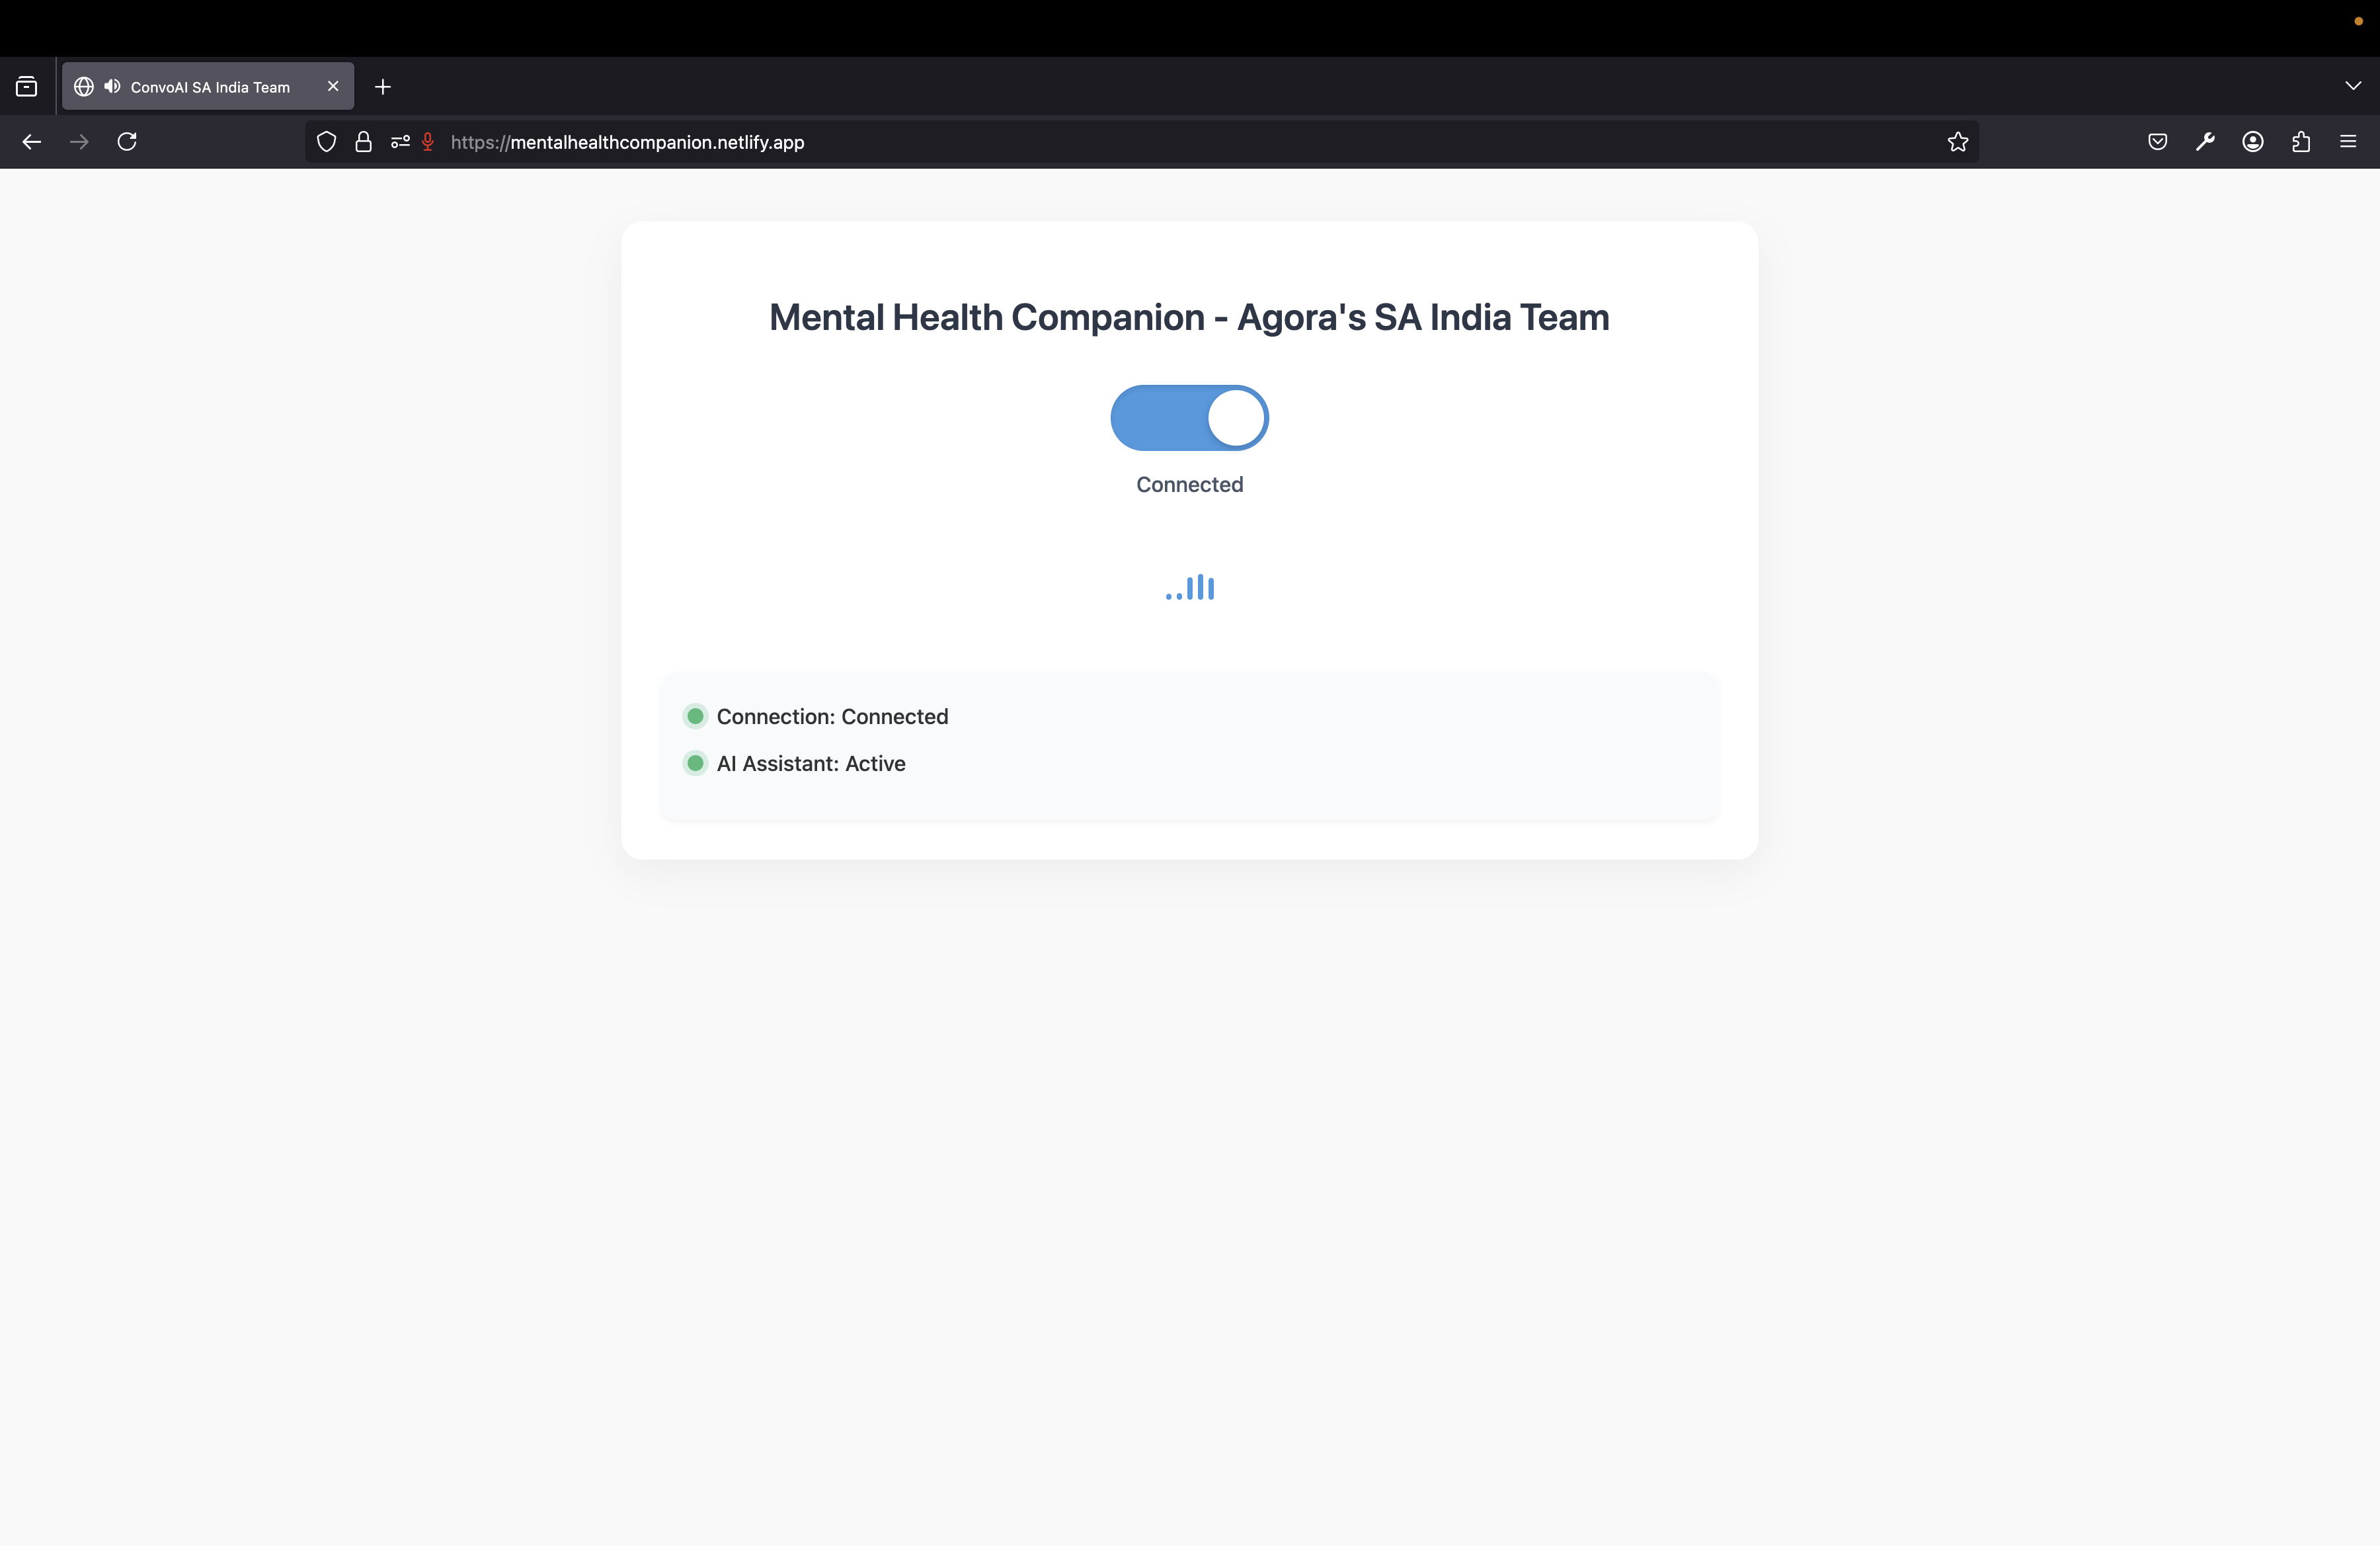 ConvoAI SA India Team
https://mentalhealthcompanion.netlify.app
Mental Health Companion - Agora's SA India Team
Connected
Connection: Connected
AI Assistant: Active